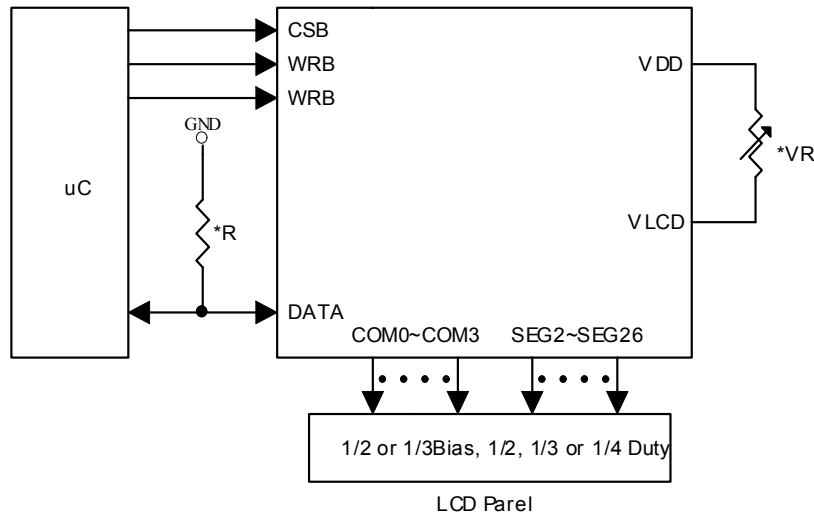 CSB
WRB
WRB
VDD
GND
*VR
uC
*R
VLCD
DATA
COM0~COM3 SEG2~SEG26
1/2 or 1/3Bias, 1/2, 1/3 or 1/4 Duty
LCD Parel